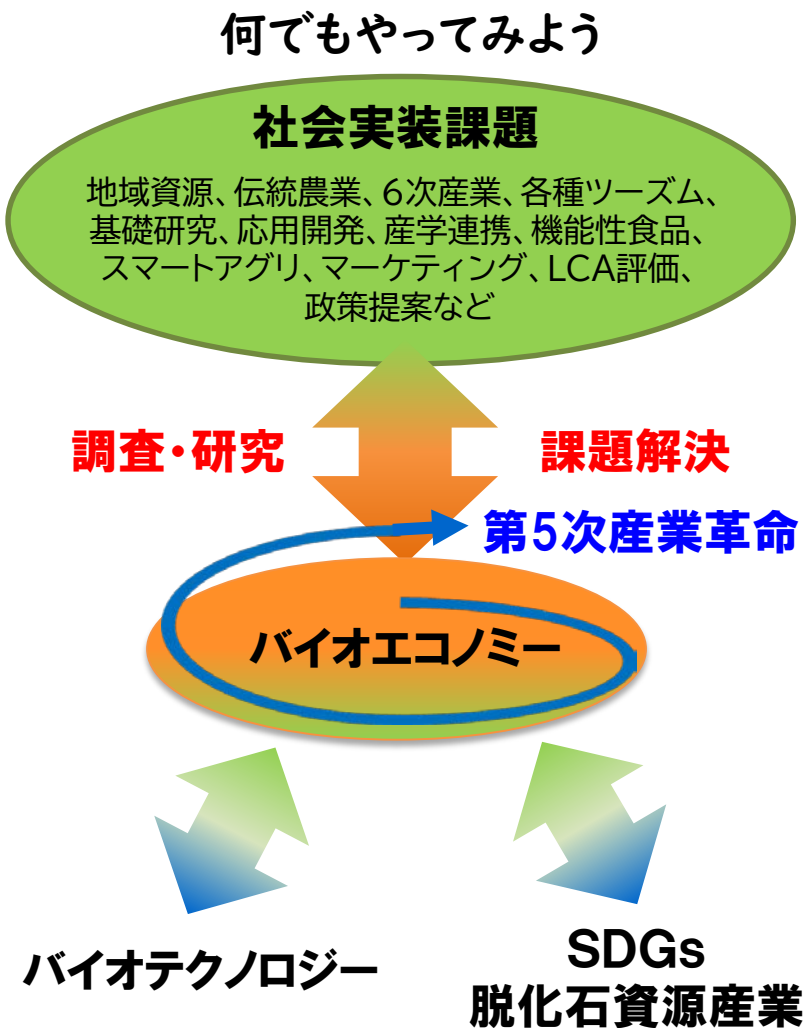 何でもやってみよう
社会実装課題
地域資源、伝統農業、6次産業、各種ツーズム、
基礎研究、応用開発、産学連携、機能性食品、
スマートアグリ、マーケティング、LCA評価、
政策提案など
調査・研究
課題解決
第5次産業革命
バイオエコノミー
バイオテクノロジー
SDGs
脱化石資源産業